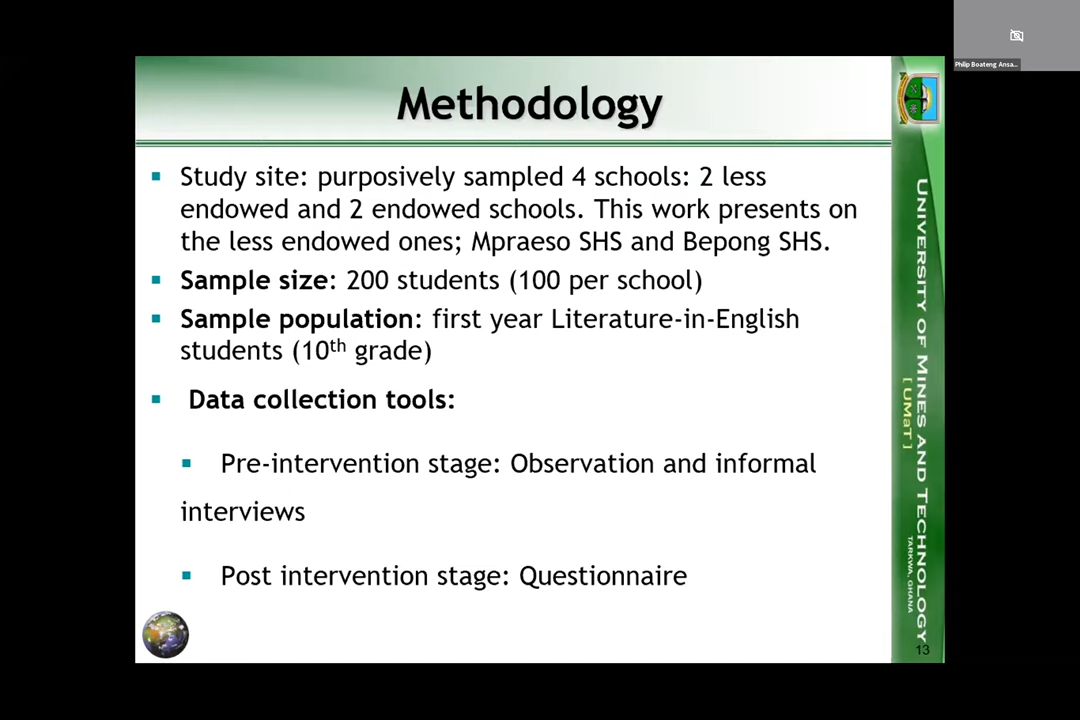 Philip Boateng Ansa...
Methodology
▪ Study site: purposively sampled 4 schools: 2 less
endowed and 2 endowed schools. This work presents on
the less endowed ones; Mpraeso SHS and Bepong SHS.
▪ Sample size: 200 students (100 per school)
▪ Sample population: first year Literature-in-English
students (10th grade)
▪ Data collection tools:
▪ Pre-intervention stage: Observation and informal
interviews
▪ Post intervention stage: Questionnaire
UNIVERSITY OF MINES AND TECHNOLOGY
[UMaT]
TARKWA, GHANA
13